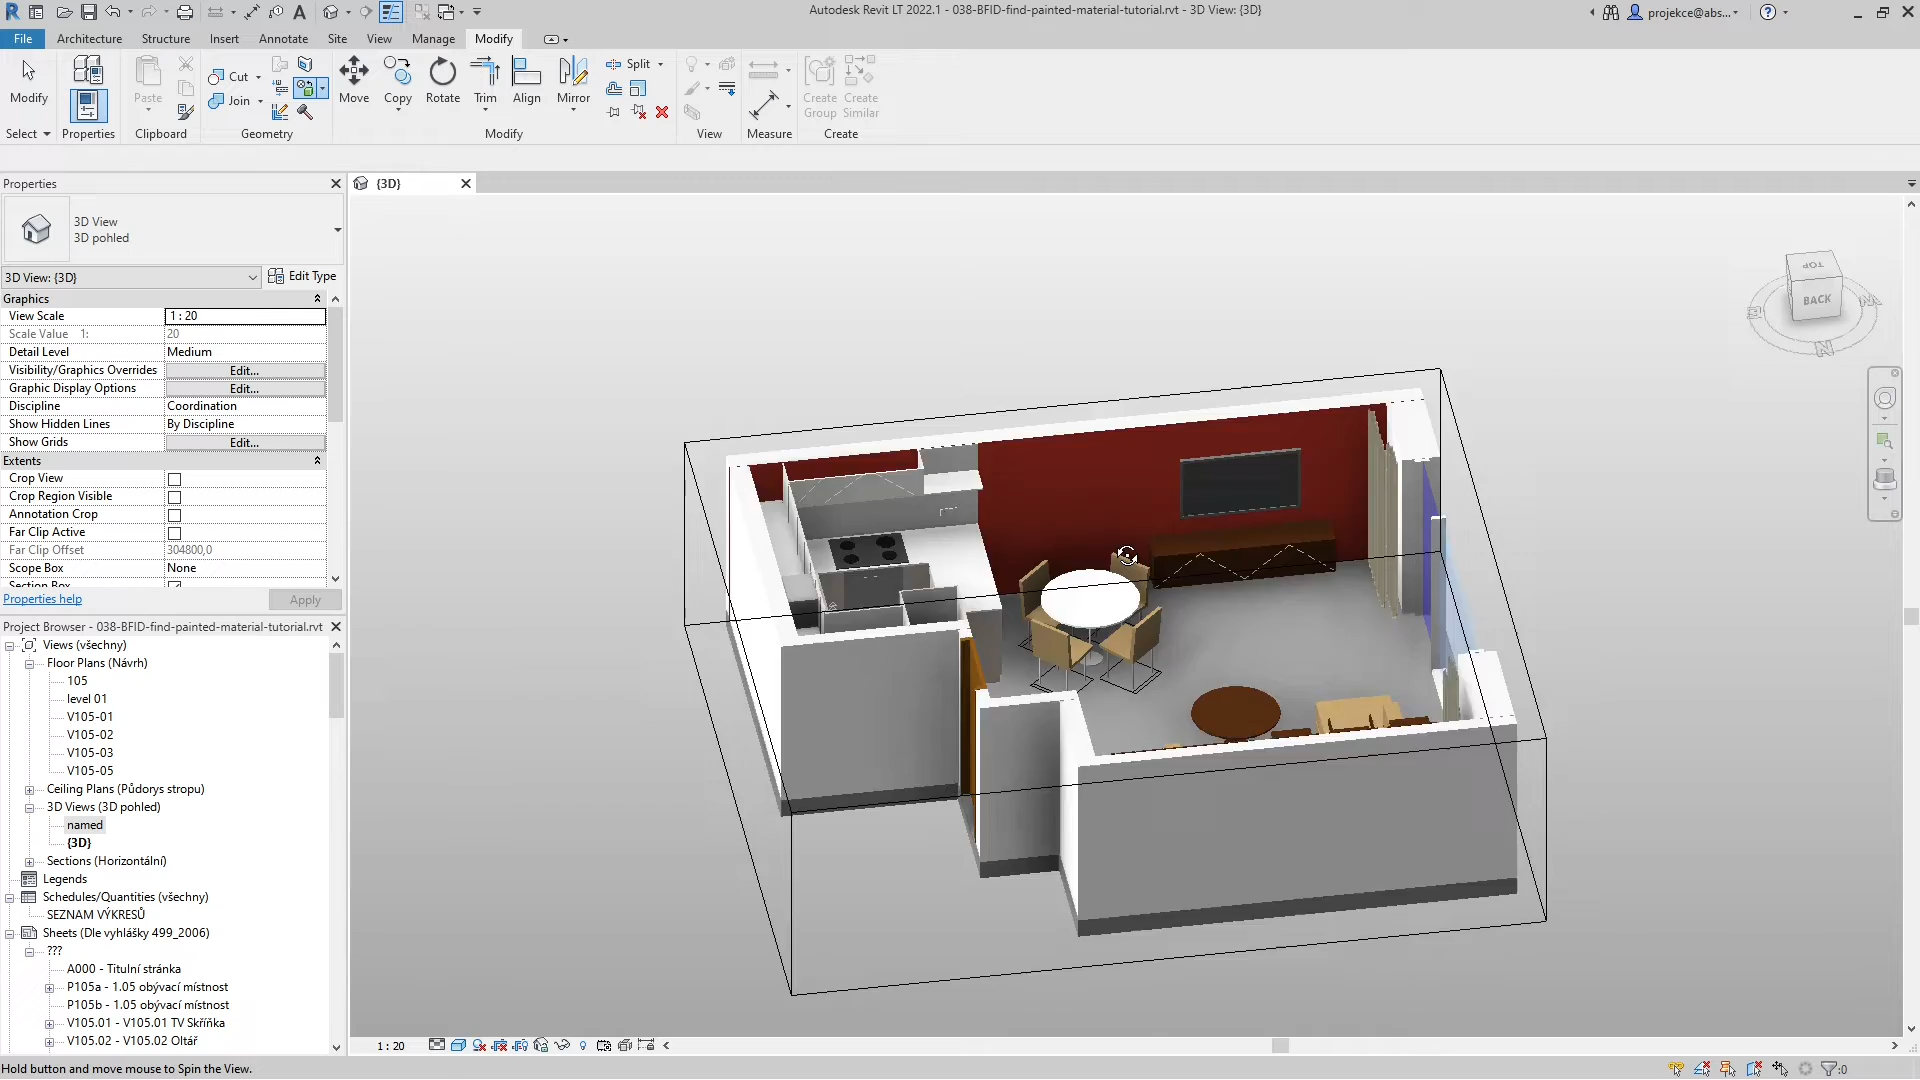 Autodesk Revit LT 2022.1 - 038-BFID-find-painted-material-tutorial.rvt - 3D View: {3D}
projekce@abs...
File Architecture Structure Insert Annotate Site View Manage Modify
Modify
Select
Properties
Paste
Clipboard
Cut
Join
Geometry
Move Copy Rotate Trim Align Mirror
Split
Modify
View
Measure
Create Group
Create Similar
Create
Properties
3D View
3D pohled
3D View: {3D}
Edit Type
Graphics
View Scale 1 : 20
Scale Value 1: 20
Detail Level Medium
Visibility/Graphics Overrides Edit...
Graphic Display Options Edit...
Discipline Coordination
Show Hidden Lines By Discipline
Show Grids Edit...
Extents
Crop View
Crop Region Visible
Annotation Crop
Far Clip Active
Far Clip Offset 304800,0
Scope Box None
Section Box
Properties help
Apply
Project Browser - 038-BFID-find-painted-material-tutorial.rvt
Views (všechny)
Floor Plans (Návrh)
105
level 01
V105-01
V105-02
V105-03
V105-05
Ceiling Plans (Půdorys stropu)
3D Views (3D pohled)
named
{3D}
Sections (Horizontální)
Legends
Schedules/Quantities (všechny)
SEZNAM VÝKRESŮ
Sheets (Dle vyhlášky 499_2006)
???
A000 - Titulní stránka
P105a - 1.05 obývací místnost
P105b - 1.05 obývací místnost
V105.01 - V105.01 TV Skříňka
V105.02 - V105.02 Oltář
{3D}
TOP
BACK
N
1 : 20
Hold button and move mouse to Spin the View.
:0